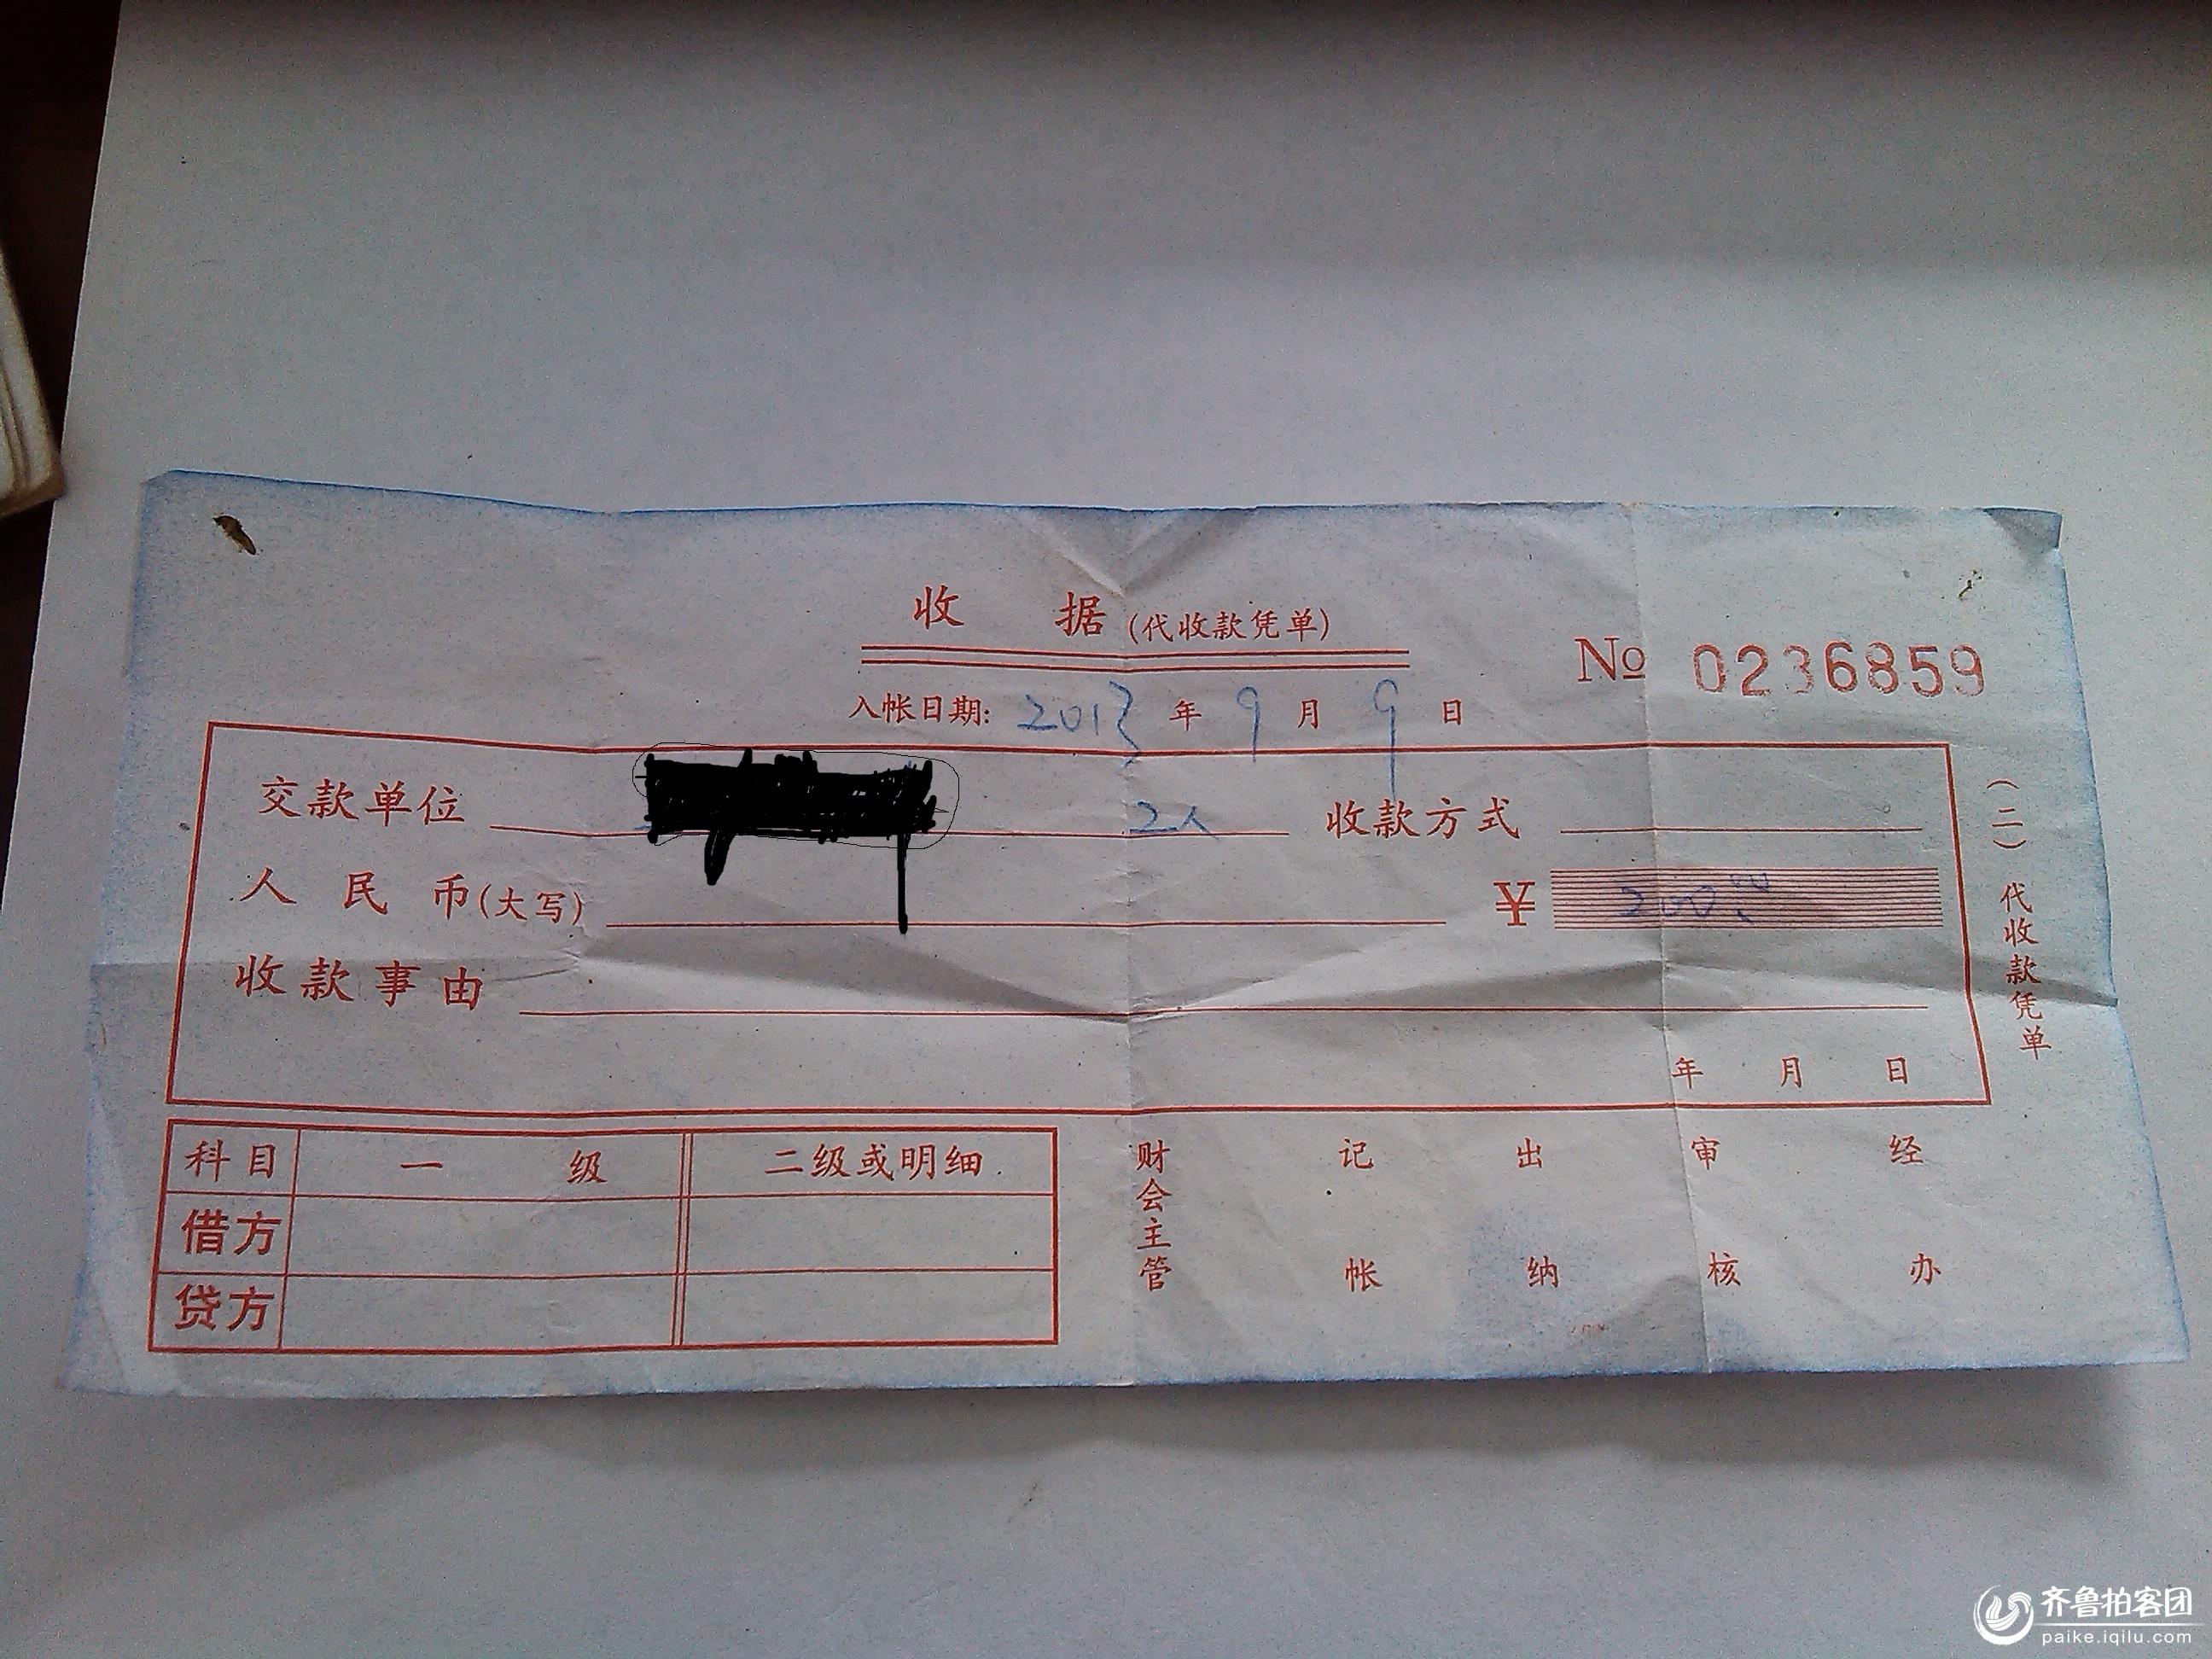 收 据 (代收款凭单)
No 0236859
入帐日期: 2013 年 9 月 9 日
交款单位 2人 收款方式
人 民 币(大写) ¥ 200.00
收款事由
年 月 日
(二) 代收款凭单
科目 一 级 二级或明细
借方
贷方
财会主管 记帐 出纳 审核 经办
齐鲁拍客团
paike.iqilu.com